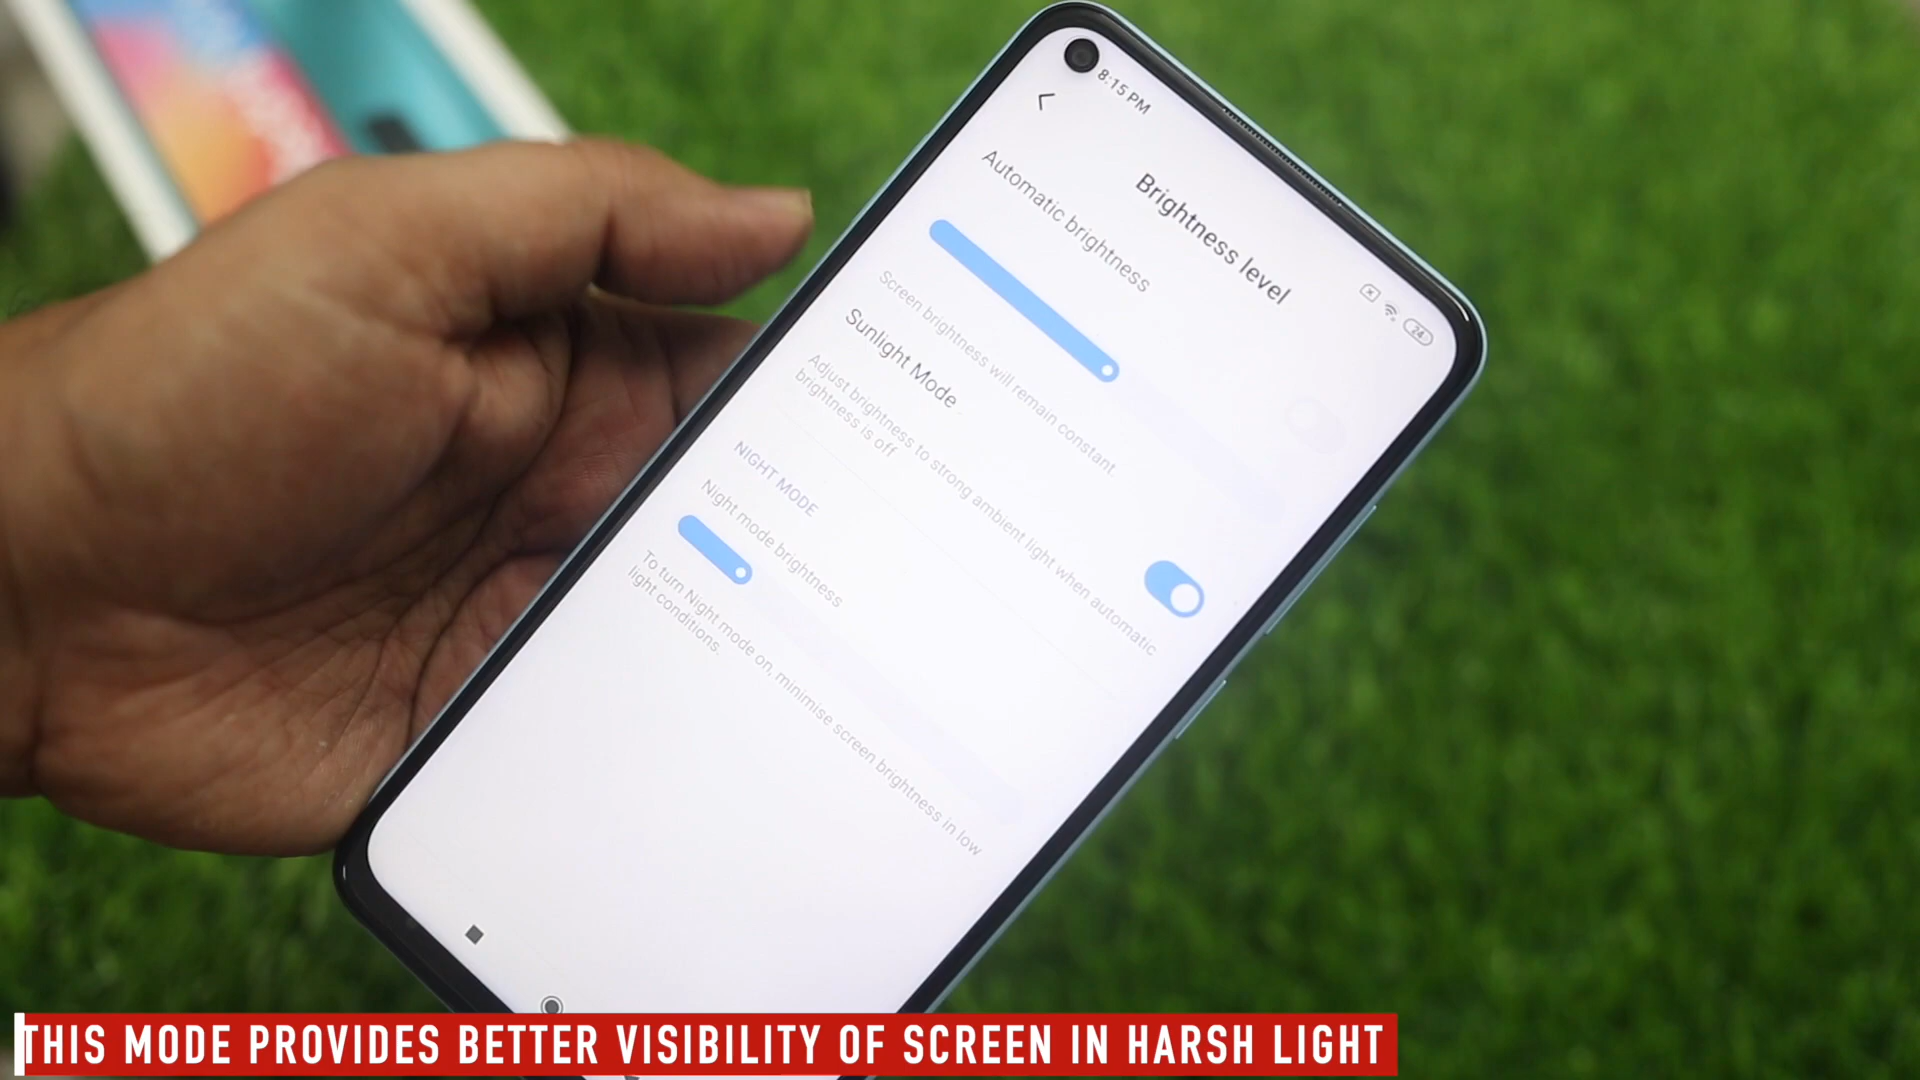 8:15 PM
24
Brightness level
Automatic brightness
Screen brightness will remain constant.
Sunlight Mode
Adjust brightness to strong ambient light when automatic
brightness is off
NIGHT MODE
Night mode brightness
To turn Night mode on, minimise screen brightness in low
light conditions.
THIS MODE PROVIDES BETTER VISIBILITY OF SCREEN IN HARSH LIGHT